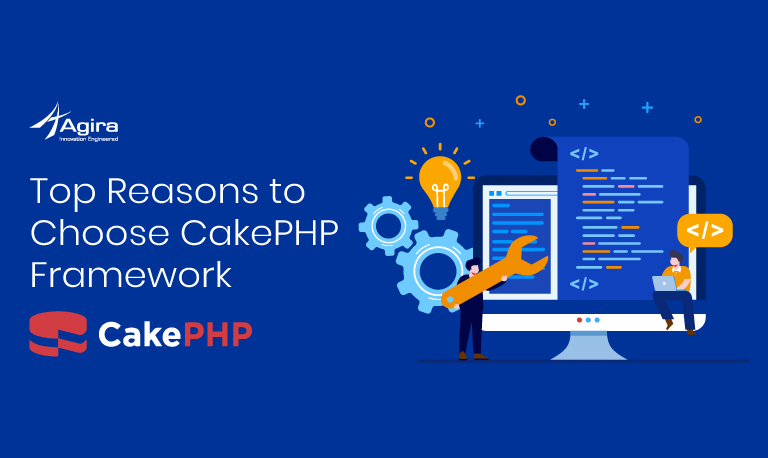 Agira
Innovation Engineered
Top Reasons to
Choose CakePHP
Framework
CakePHP
</>
</>
</>